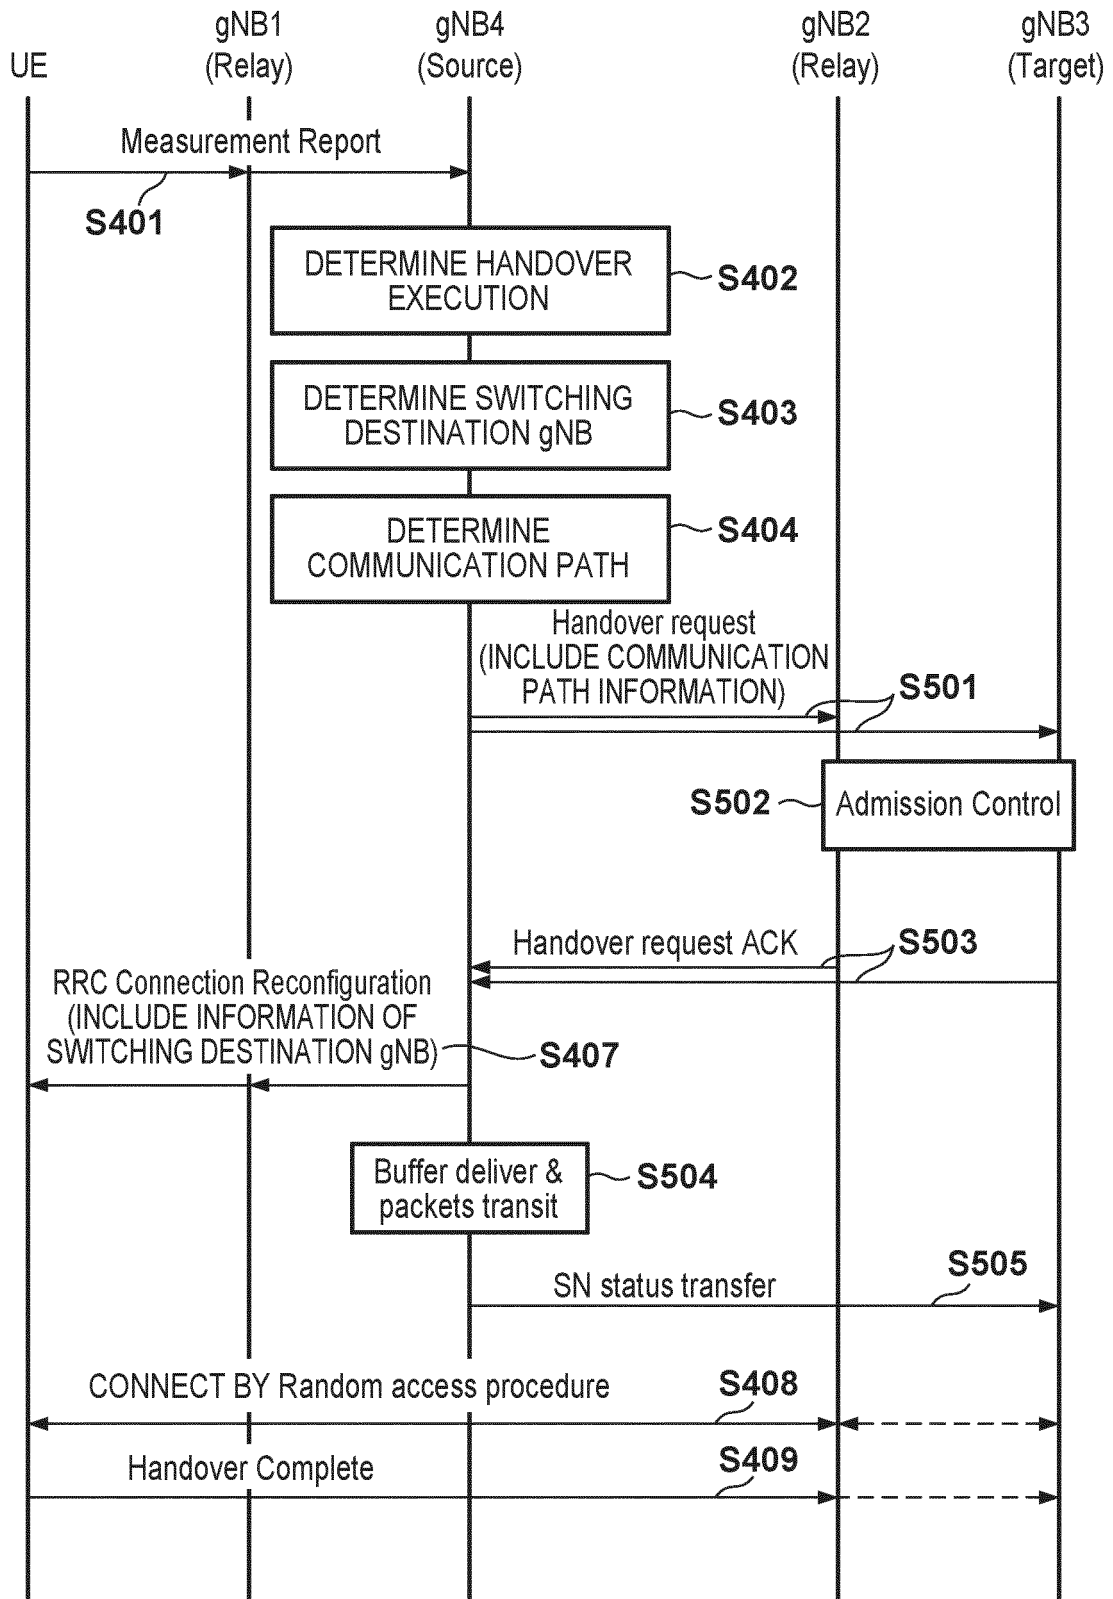 UE
gNB1
(Relay)
gNB4
(Source)
gNB2
(Relay)
gNB3
(Target)
Measurement Report
S401
DETERMINE HANDOVER
EXECUTION
S402
DETERMINE SWITCHING
DESTINATION gNB
S403
DETERMINE
COMMUNICATION PATH
S404
Handover request
(INCLUDE COMMUNICATION
PATH INFORMATION)
S501
S502
Admission Control
Handover request ACK
S503
RRC Connection Reconfiguration
(INCLUDE INFORMATION OF
SWITCHING DESTINATION gNB)
S407
Buffer deliver &
packets transit
S504
SN status transfer
S505
CONNECT BY Random access procedure
S408
Handover Complete
S409